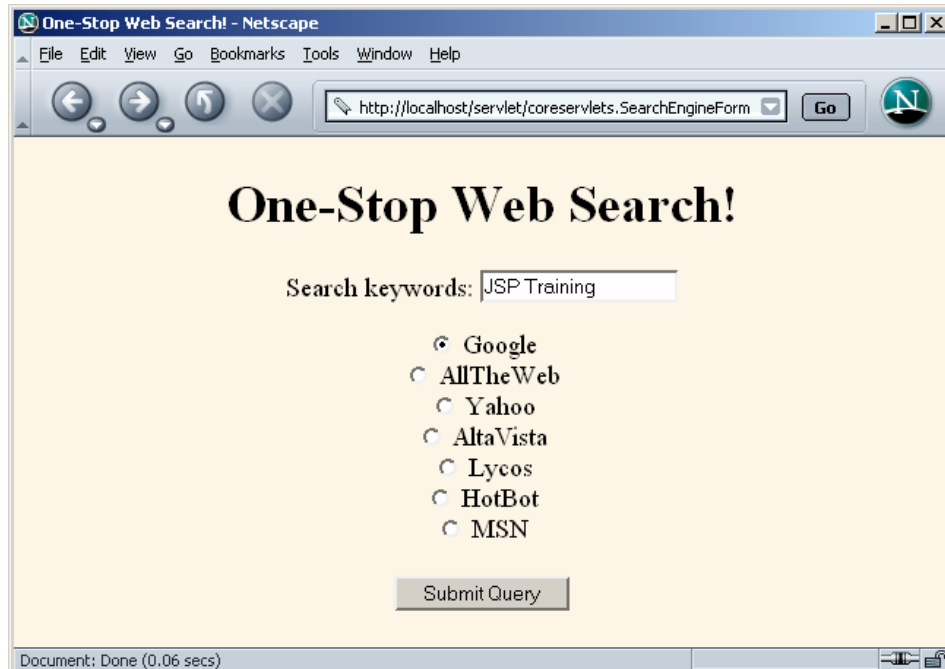 One-Stop Web Search! - Netscape
File Edit View Go Bookmarks Tools Window Help
http://localhost/servlet/coreservlets.SearchEngineForm Go N
One-Stop Web Search!
Search keywords: JSP Training
Google
AllTheWeb
Yahoo
AltaVista
Lycos
HotBot
MSN
Submit Query
Document: Done (0.06 secs)